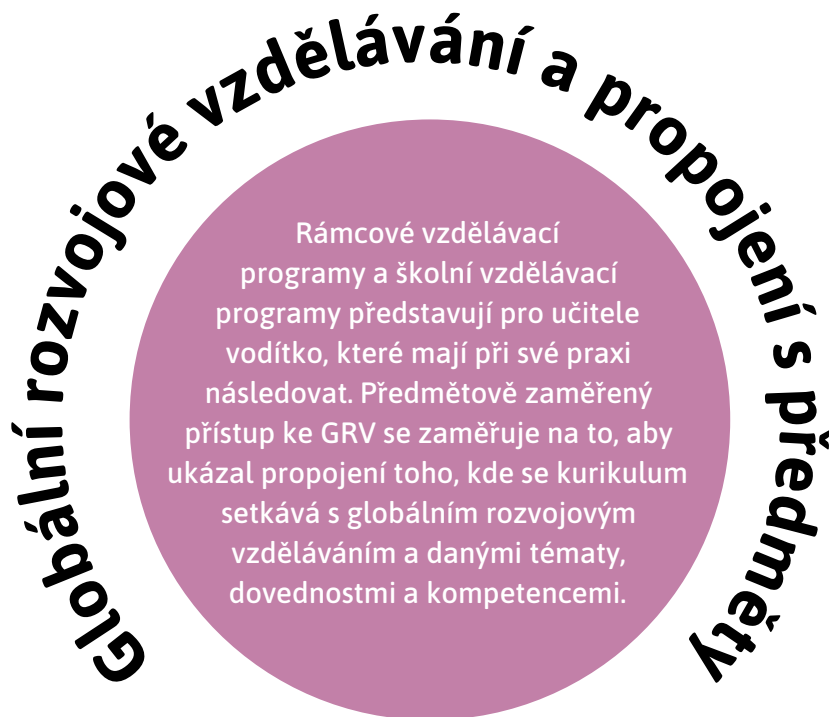 Globální rozvojové vzdělávání a propojení s předměty
Rámcové vzdělávací
programy a školní vzdělávací
programy představují pro učitele
vodítko, které mají při své praxi
následovat. Předmětově zaměřený
přístup ke GRV se zaměřuje na to, aby
ukázal propojení toho, kde se kurikulum
setkává s globálním rozvojovým
vzděláváním a danými tématy,
dovednostmi a kompetencemi.